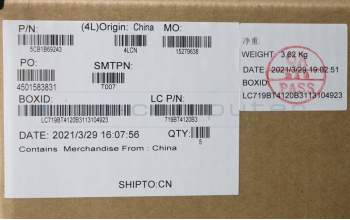 P/N:
(4L)Origin: China
MO:
5CB1B69243
4LCN
15279638
PO:
SMTPN:
4501583831
T007
BOXID:
LC P/N:
LC719BT4120B3113104923
719BT4120B3
DATE: 2021/3/29 16:07:56
QTY:
5
Contains Merchandise From : China
SHIPTO:CN
净重:
WEIGHT: 3.82 Kg
DATE: 2021/3/29 19:02:51
BOXID:
LC719BT4120B3113104923
PASS